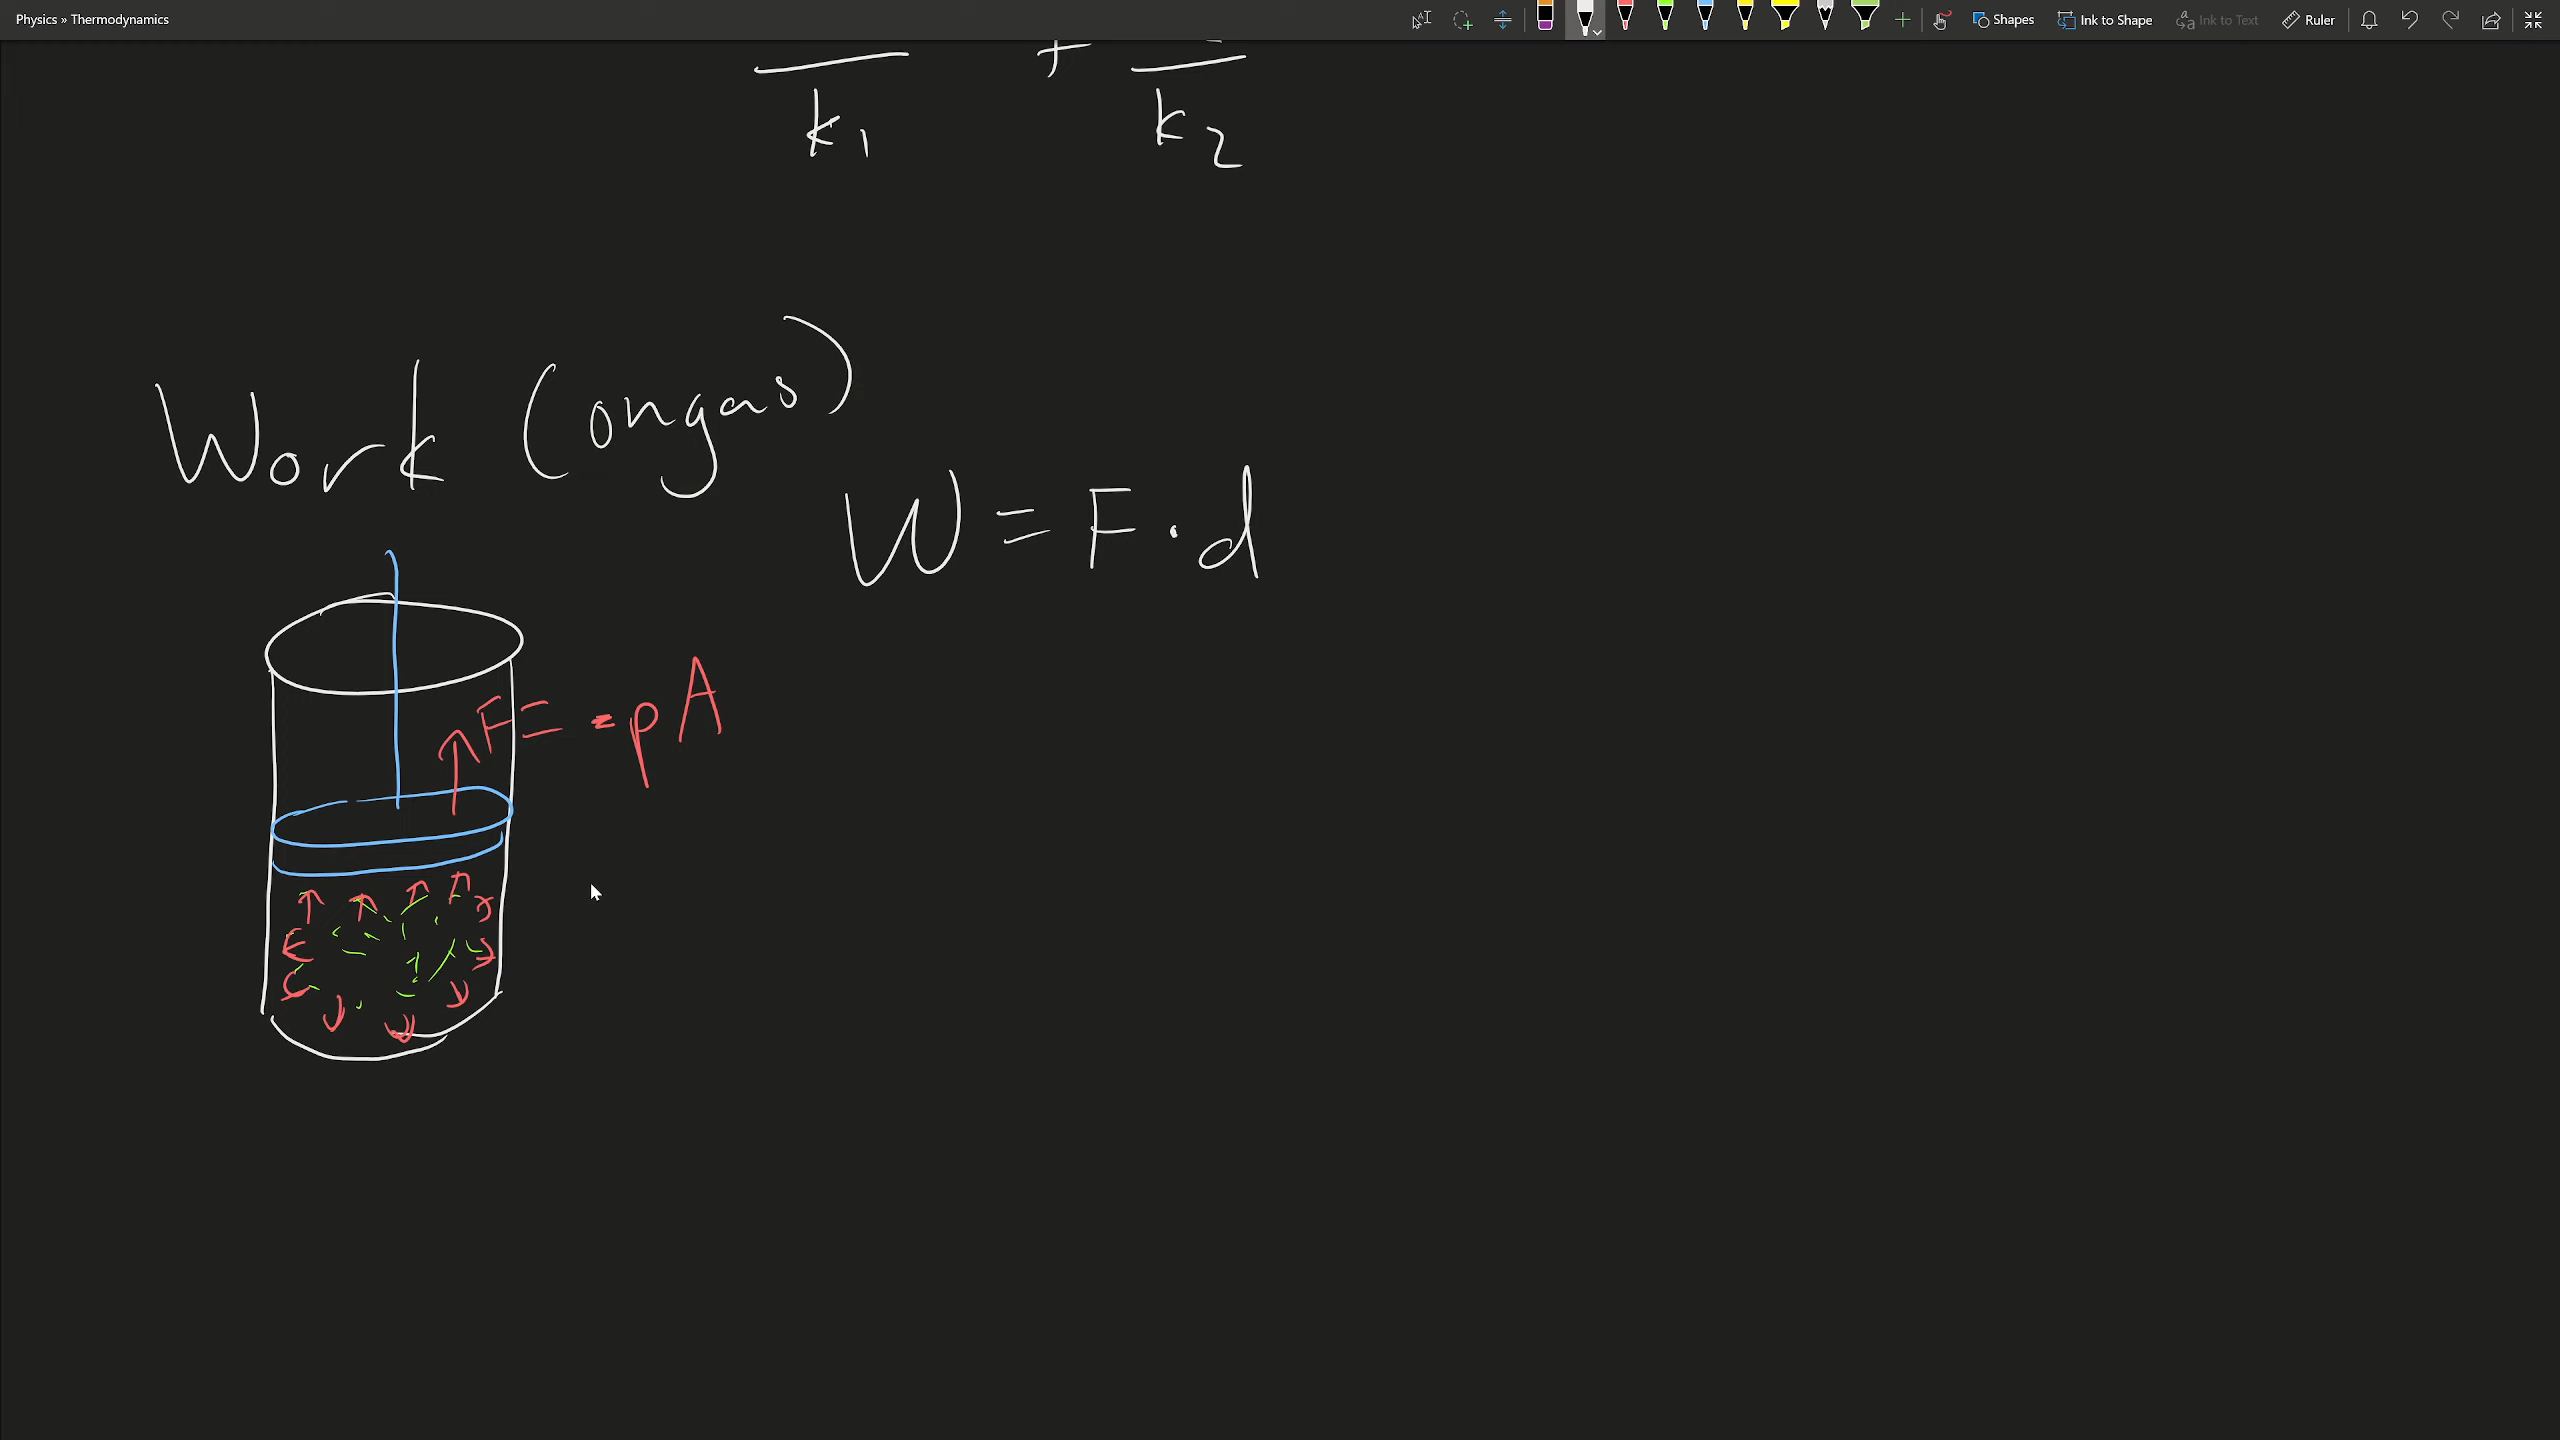 Physics » Thermodynamics
Shapes
Ink to Shape
Ink to Text
Ruler
+
k1 k2
Work (on gas)
W = F · d
F = -pA